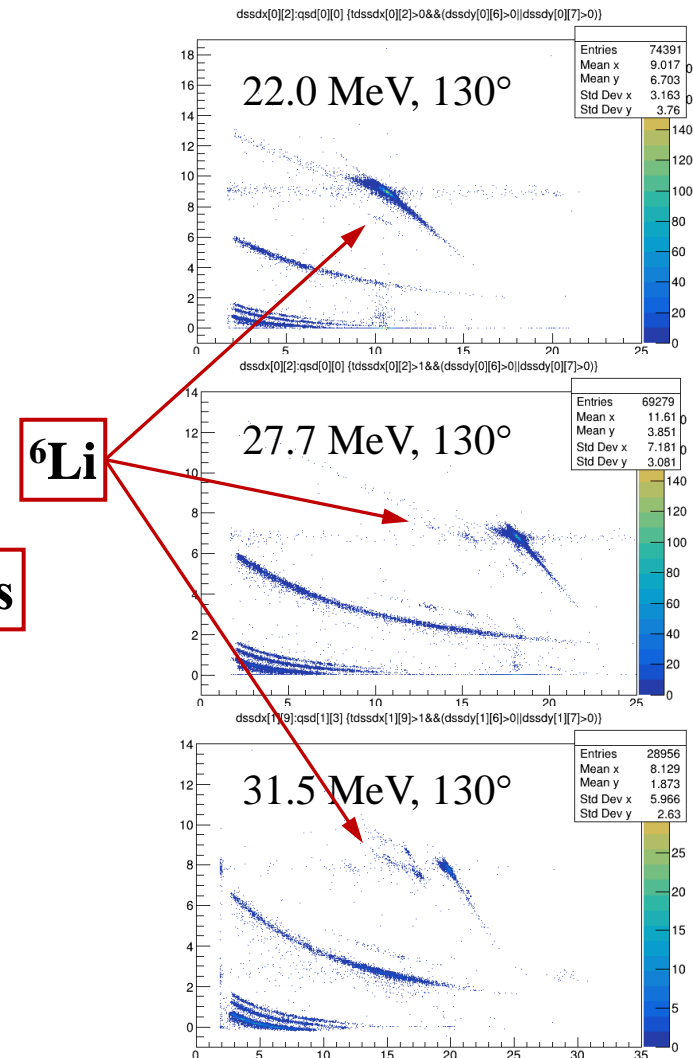 dssdx[0][2]:qsd[0][0] {tdssdx[0][2]>0&&(dssdy[0][6]>0||dssdy[0][7]>0)}
22.0 MeV, 130°
Entries 74391
Mean x 9.017
Mean y 6.703
Std Dev x 3.163
Std Dev y 3.76
18
16
14
12
10
8
6
4
2
0
0 5 10 15 20 25
140
120
100
80
60
40
20
0
dssdx[0][2]:qsd[0][0] {tdssdx[0][2]>1&&(dssdy[0][6]>0||dssdy[0][7]>0)}
27.7 MeV, 130°
Entries 69279
Mean x 11.61
Mean y 3.851
Std Dev x 7.181
Std Dev y 3.081
14
12
10
8
6
4
2
0
0 5 10 15 20 25
140
120
100
80
60
40
20
0
⁶Li
s
dssdx[1][9]:qsd[1][3] {tdssdx[1][9]>1&&(dssdy[1][6]>0||dssdy[1][7]>0)}
31.5 MeV, 130°
Entries 28956
Mean x 8.129
Mean y 1.873
Std Dev x 5.966
Std Dev y 2.63
14
12
10
8
6
4
2
0
0 5 10 15 20 25 30 35
25
20
15
10
5
0